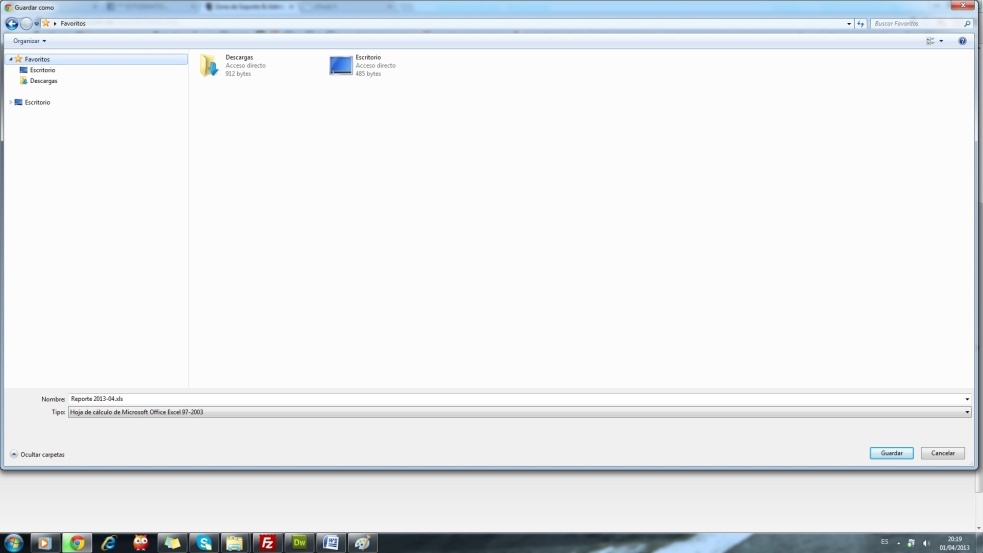 Guardar como
Favoritos
Buscar Favoritos
Organizar
Favoritos
Escritorio
Descargas
Escritorio
Descargas
Acceso directo
912 bytes
Escritorio
Acceso directo
485 bytes
Nombre: Reporte 2013-04.xls
Tipo: Hoja de cálculo de Microsoft Office Excel 97-2003
Ocultar carpetas
Guardar
Cancelar
Fz
Dw
W
ES
20:19
01/04/2013